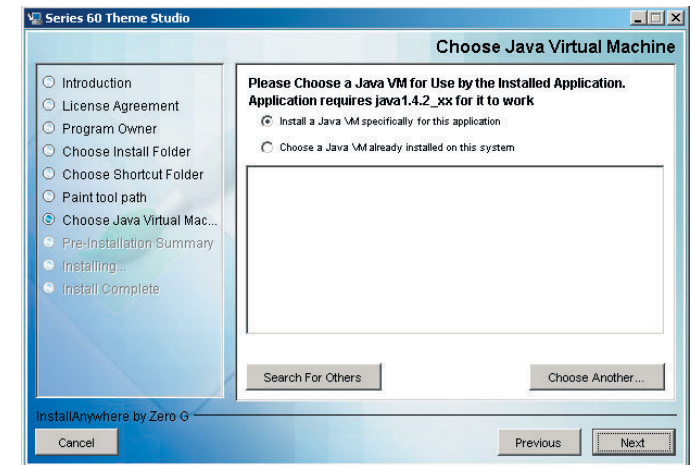 Series 60 Theme Studio
Choose Java Virtual Machine
Introduction
License Agreement
Program Owner
Choose Install Folder
Choose Shortcut Folder
Paint tool path
Choose Java Virtual Mac...
Pre-Installation Summary
Installing...
Install Complete
Please Choose a Java VM for Use by the Installed Application.
Application requires java1.4.2_xx for it to work
Install a Java VM specifically for this application
Choose a Java VM already installed on this system
Search For Others
Choose Another...
InstallAnywhere by Zero G
Cancel
Previous
Next